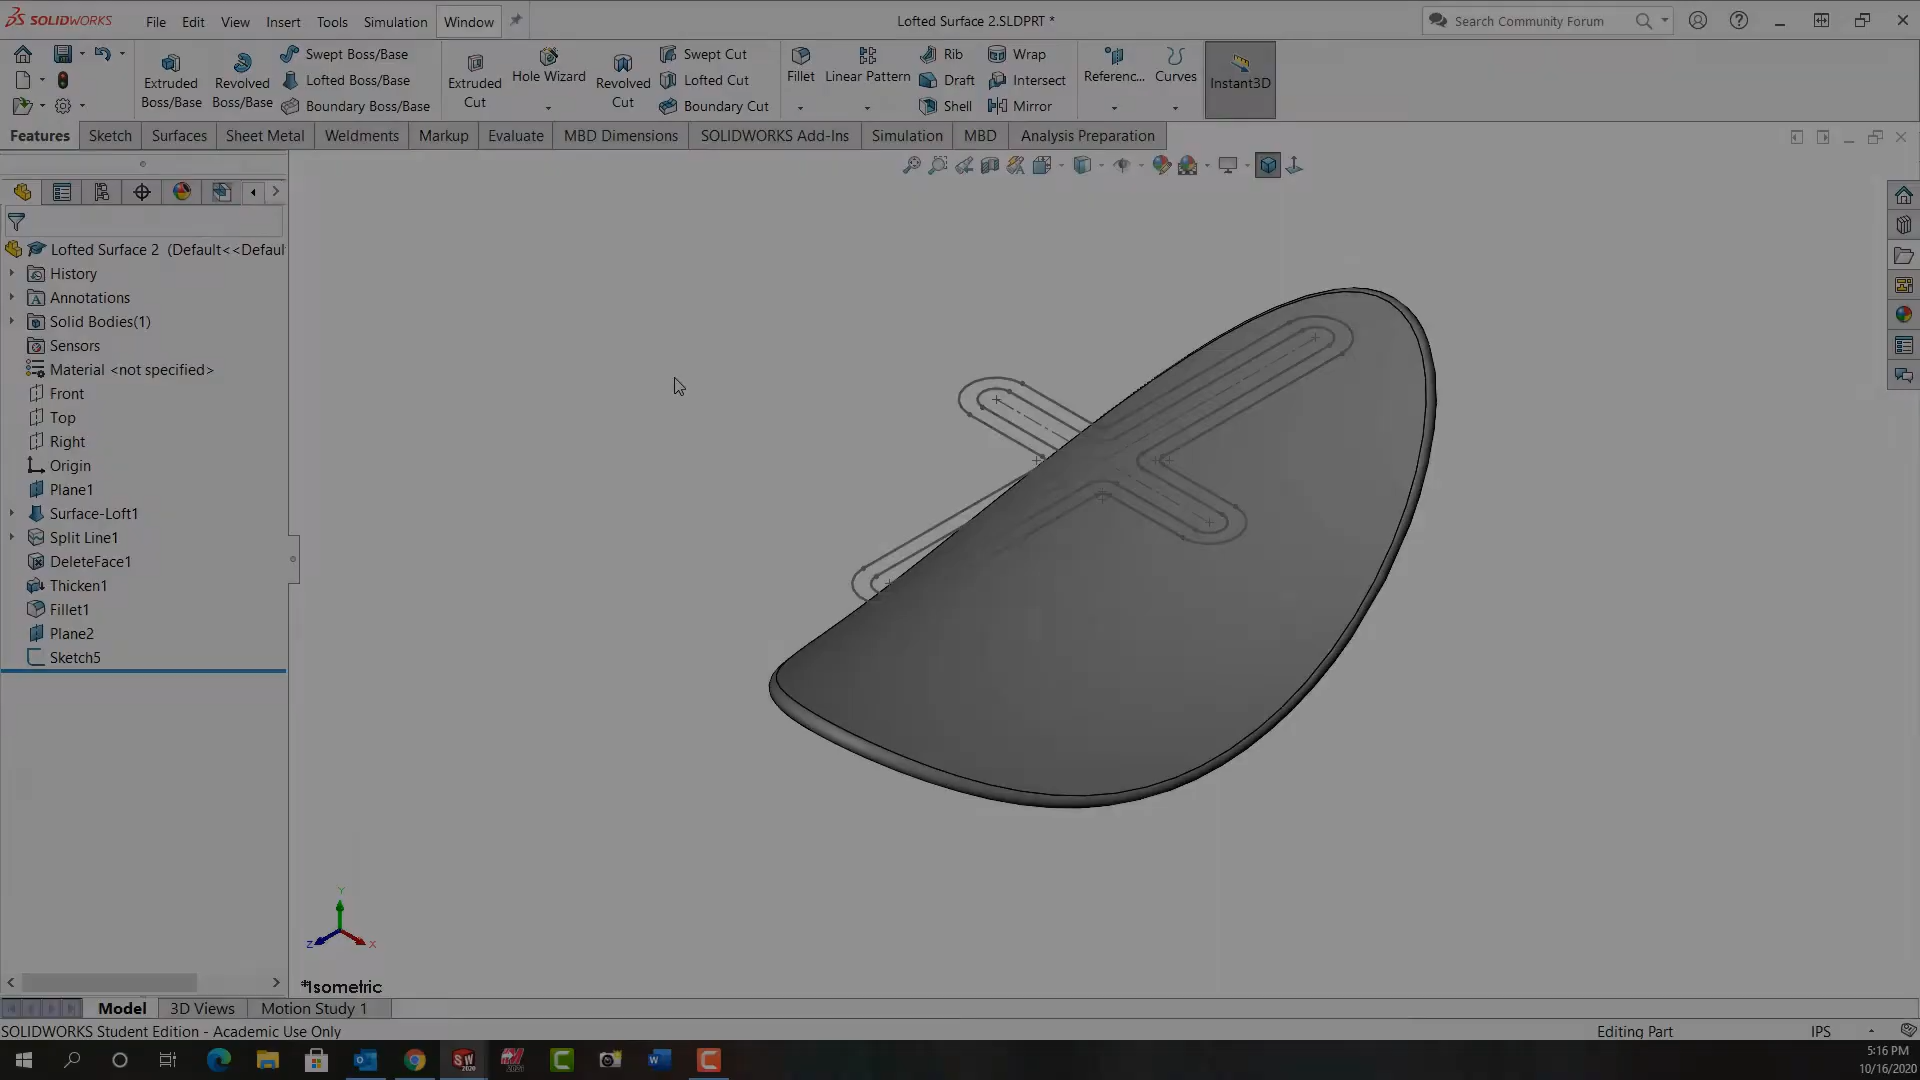 SOLIDWORKS File Edit View Insert Tools Simulation Window Lofted Surface 2.SLDPRT * Search Community Forum
Extruded Boss/Base
Revolved Boss/Base
Swept Boss/Base
Lofted Boss/Base
Boundary Boss/Base
Extruded Cut
Hole Wizard
Revolved Cut
Swept Cut
Lofted Cut
Boundary Cut
Fillet
Linear Pattern
Rib
Draft
Shell
Wrap
Intersect
Mirror
Referenc...
Curves
Instant3D
Features Sketch Surfaces Sheet Metal Weldments Markup Evaluate MBD Dimensions SOLIDWORKS Add-Ins Simulation MBD Analysis Preparation
Lofted Surface 2 (Default<<Defaul
History
Annotations
Solid Bodies(1)
Sensors
Material <not specified>
Front
Top
Right
Origin
Plane1
Surface-Loft1
Split Line1
DeleteFace1
Thicken1
Fillet1
Plane2
Sketch5
Y
Z X
*Isometric
Model 3D Views Motion Study 1
SOLIDWORKS Student Edition - Academic Use Only Editing Part IPS
5:16 PM
10/16/2020